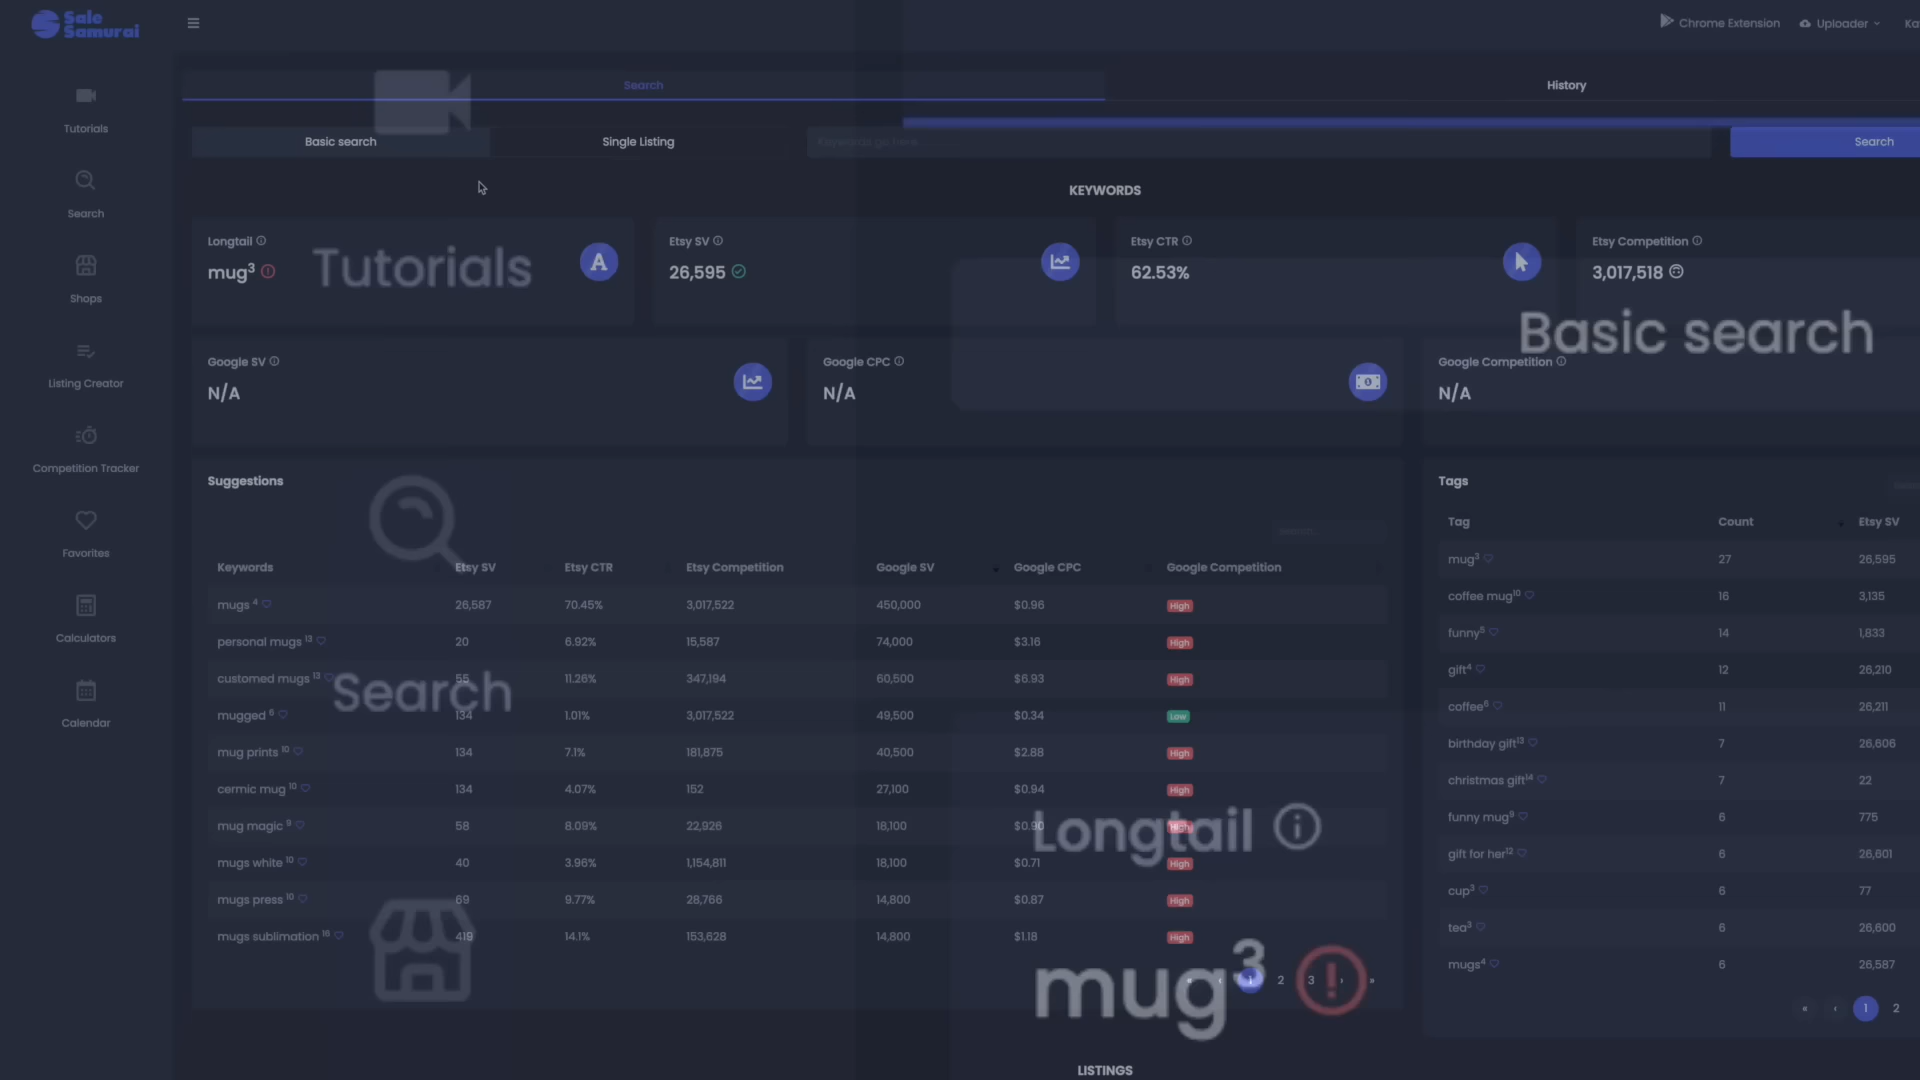 Sale
Samurai
Chrome Extension
Uploader
Tutorials
Search
Shops
Listing Creator
Competition Tracker
Favorites
Calculators
Calendar
Search
History
Basic search
Single Listing
Keywords go here
Search
KEYWORDS
Longtail
mug3
Etsy SV
26,595
Etsy CTR
62.53%
Etsy Competition
3,017,518
Google SV
N/A
Google CPC
N/A
Google Competition
N/A
Suggestions
Search...
Keywords Etsy SV Etsy CTR Etsy Competition Google SV Google CPC Google Competition
mugs 4 26,587 70.45% 3,017,522 450,000 $0.96 High
personal mugs 13 20 6.92% 15,587 74,000 $3.16 High
customed mugs 13 55 11.26% 347,194 60,500 $6.93 High
mugged 6 134 1.01% 3,017,522 49,500 $0.34 Low
mug prints 10 134 7.1% 181,875 40,500 $2.88 High
cermic mug 10 134 4.07% 152 27,100 $0.94 High
mug magic 9 58 8.09% 22,926 18,100 $0.90 High
mugs white 10 40 3.96% 1,154,811 18,100 $0.71 High
mugs press 10 69 9.77% 28,766 14,800 $0.87 High
mugs sublimation 16 419 14.1% 153,628 14,800 $1.18 High
« ‹ 1 2 3 › »
Tags
Tag Count Etsy SV
mug3 27 26,595
coffee mug10 16 3,135
funny5 14 1,833
gift4 12 26,210
coffee6 11 26,211
birthday gift13 7 26,606
christmas gift14 7 22
funny mug9 6 775
gift for her12 6 26,601
cup3 6 77
tea3 6 26,600
mugs4 6 26,587
« ‹ 1 2
LISTINGS
Tutorials
Search
Basic search
Longtail
mug3